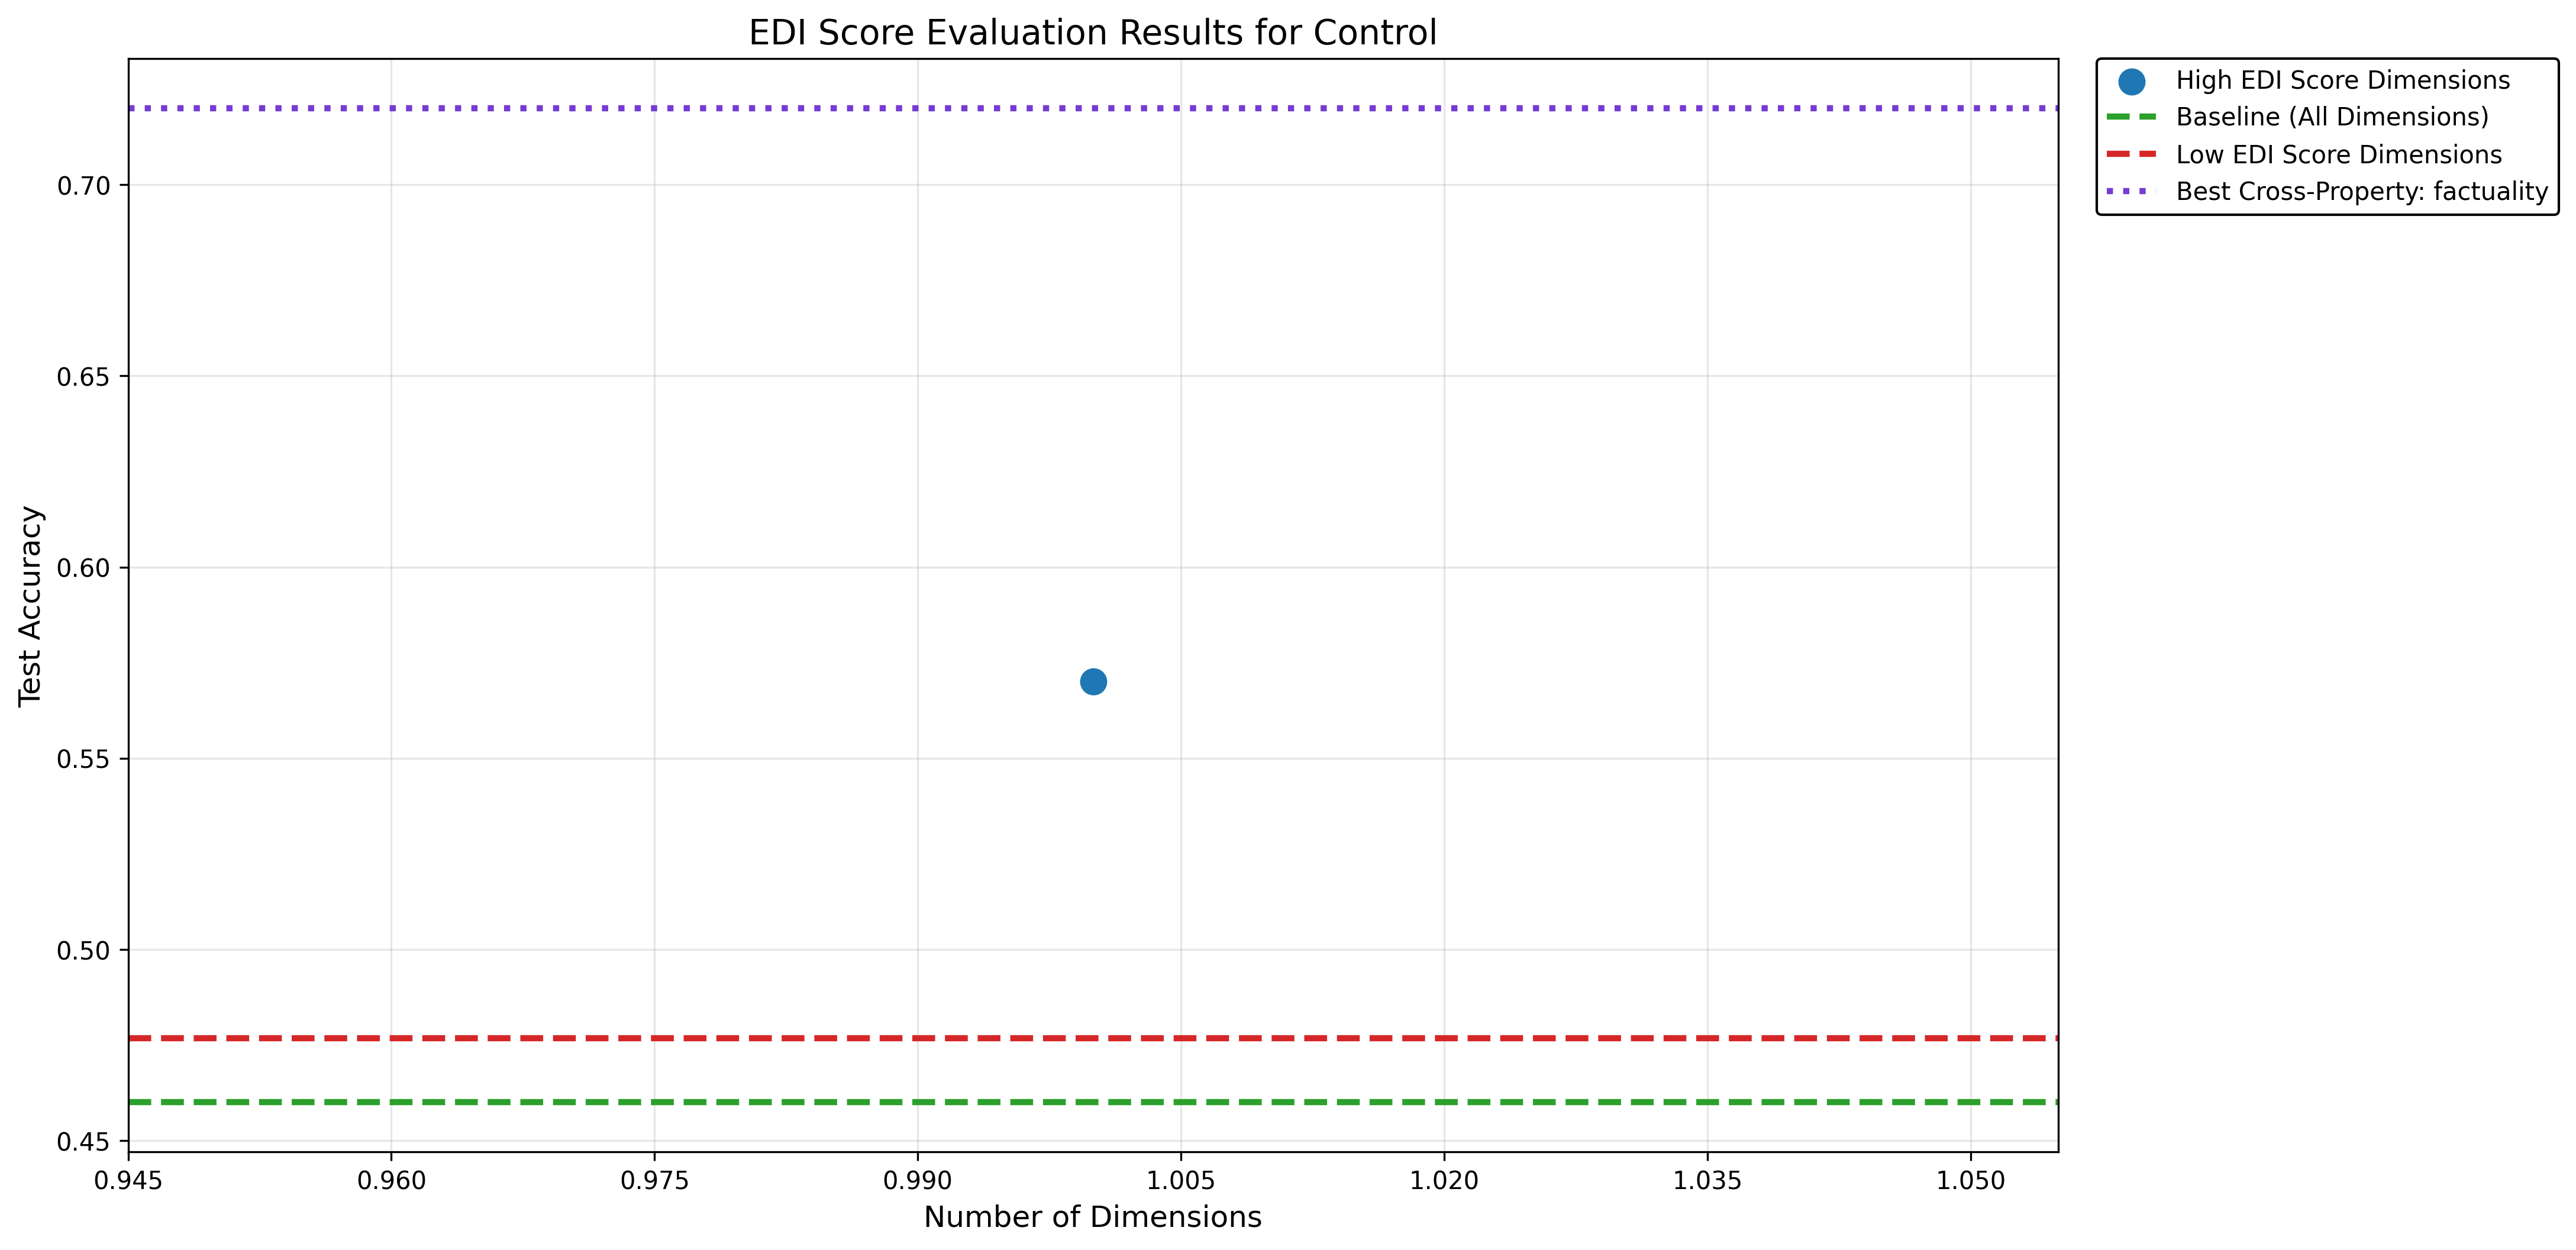 EDI Score Evaluation Results for Control
High EDI Score Dimensions
Baseline (All Dimensions)
Low EDI Score Dimensions
Best Cross-Property: factuality
Test Accuracy
0.70
0.65
0.60
0.55
0.50
0.45
0.945 0.960 0.975 0.990 1.005 1.020 1.035 1.050
Number of Dimensions